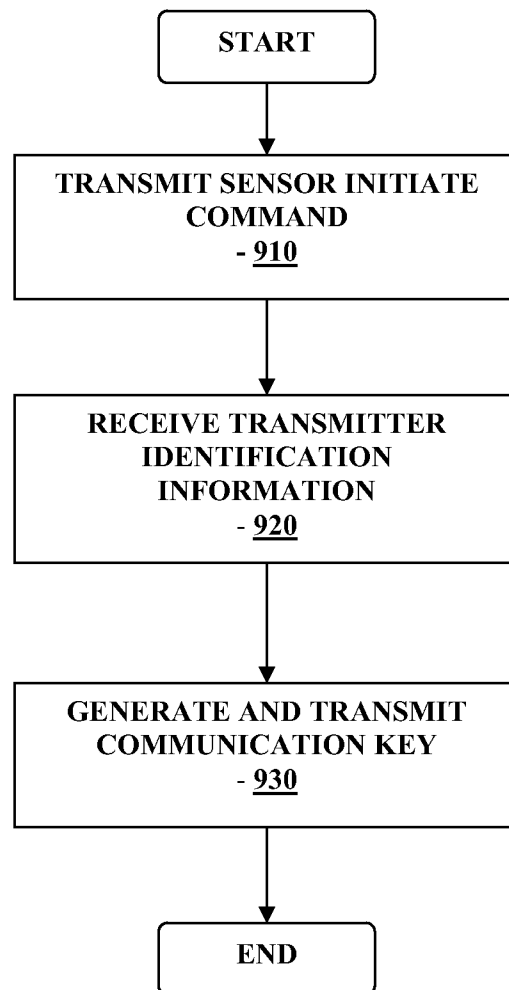 START
TRANSMIT SENSOR INITIATE
COMMAND
- 910
RECEIVE TRANSMITTER
IDENTIFICATION
INFORMATION
- 920
GENERATE AND TRANSMIT
COMMUNICATION KEY
- 930
END